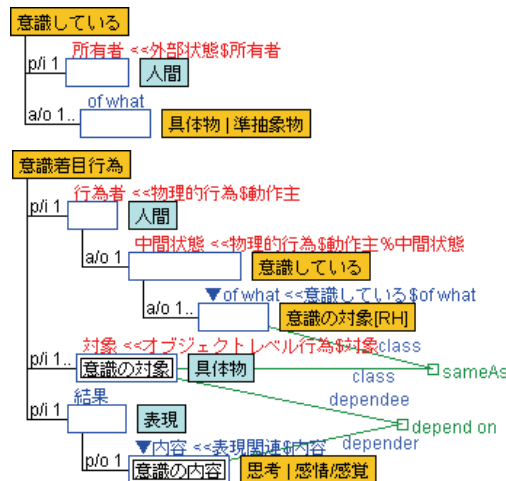 意識している
所有者 <<外部状態$所有者
p/i 1 人間
of what
a/o 1.. 具体物 | 準抽象物
意識着目行為
行為者 <<物理的行為$動作主
p/i 1 人間
中間状態 <<物理的行為$動作主%中間状態
a/o 1 意識している
▼of what <<意識している$of what
a/o 1.. 意識の対象[RH]
対象 <<オブジェクトレベル行為$対象 class
p/i 1.. 意識の対象 具体物 sameAs
class
結果 dependee
p/i 1 表現 depend on
▼内容 <<表現関連$内容 depender
p/o 1 意識の内容 思考 | 感情/感覚